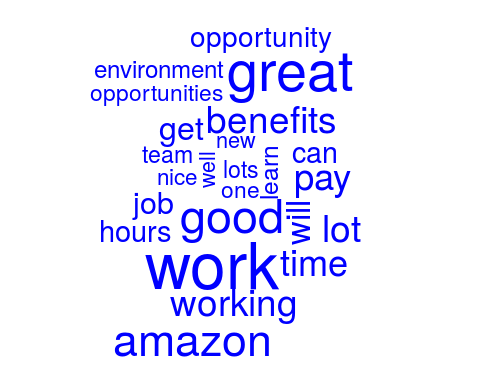 opportunity
environment
great
opportunities
get
benefits
new
team
well
lots
learn
can
nice
one
pay
job
good
will
hours
lot
work
time
working
amazon